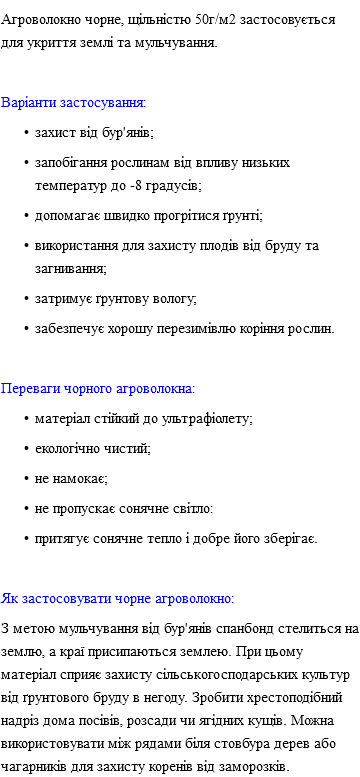 Агроволокно чорне, щільністю 50г/м2 застосовується
для укриття землі та мульчування.
Варіанти застосування:
• захист від бур'янів;
• запобігання рослинам від впливу низьких
температур до -8 градусів;
• допомагає швидко прогрітися ґрунті;
• використання для захисту плодів від бруду та
загнивання;
• затримує ґрунтову вологу;
• забезпечує хорошу перезимівлю коріння рослин.
Переваги чорного агроволокна:
• матеріал стійкий до ультрафіолету;
• екологічно чистий;
• не намокає;
• не пропускає сонячне світло:
• притягує сонячне тепло і добре його зберігає.
Як застосовувати чорне агроволокно:
З метою мульчування від бур'янів спанбонд стелиться на
землю, а краї присипаються землею. При цьому
матеріал сприяє захисту сільськогосподарських культур
від ґрунтового бруду в негоду. Зробити хрестоподібний
надріз дома посівів, розсади чи ягідних кущів. Можна
використовувати між рядами біля стовбура дерев або
чагарників для захисту коренів від заморозків.